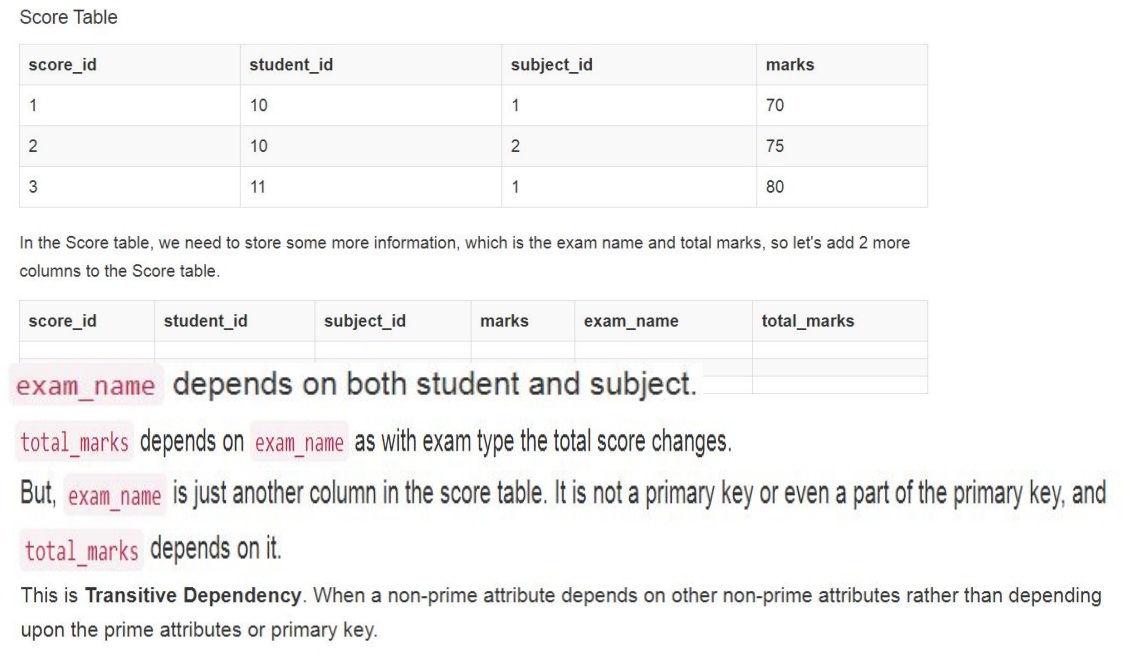 Score Table
score_id student_id subject_id marks
1 10 1 70
2 10 2 75
3 11 1 80
In the Score table, we need to store some more information, which is the exam name and total marks, so let's add 2 more
columns to the Score table.
score_id student_id subject_id marks exam_name total_marks
exam_name depends on both student and subject.
total_marks depends on exam_name as with exam type the total score changes.
But, exam_name is just another column in the score table. It is not a primary key or even a part of the primary key, and
total_marks depends on it.
This is Transitive Dependency. When a non-prime attribute depends on other non-prime attributes rather than depending
upon the prime attributes or primary key.